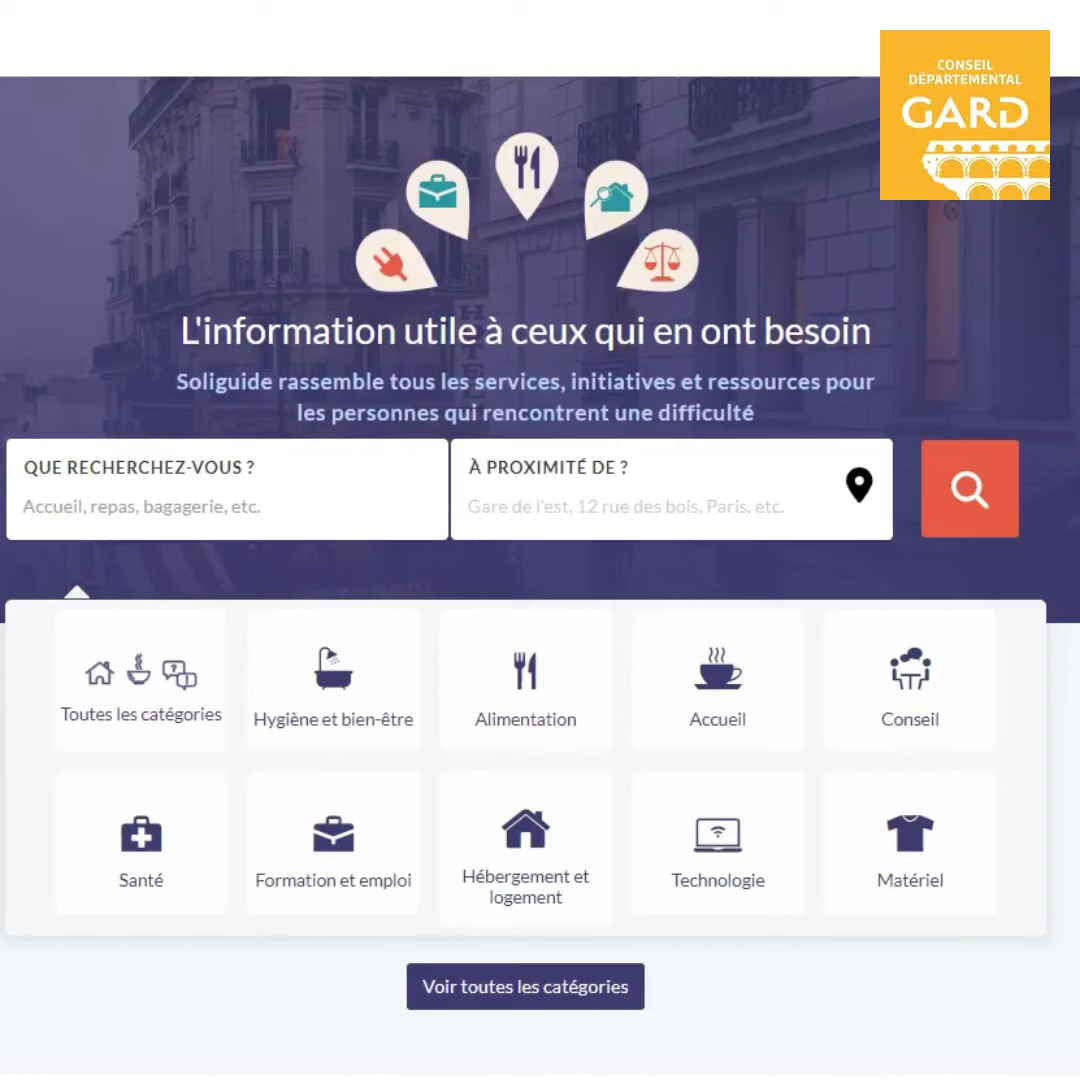 CONSEIL
DÉPARTEMENTAL
GARD
L'information utile à ceux qui en ont besoin
Soliguide rassemble tous les services, initiatives et ressources pour
les personnes qui rencontrent une difficulté
QUE RECHERCHEZ-VOUS ?
Accueil, repas, bagagerie, etc.
À PROXIMITÉ DE ?
Gare de l'est, 12 rue des bois, Paris, etc.
Toutes les catégories
Hygiène et bien-être
Alimentation
Accueil
Conseil
Santé
Formation et emploi
Hébergement et
logement
Technologie
Matériel
Voir toutes les catégories